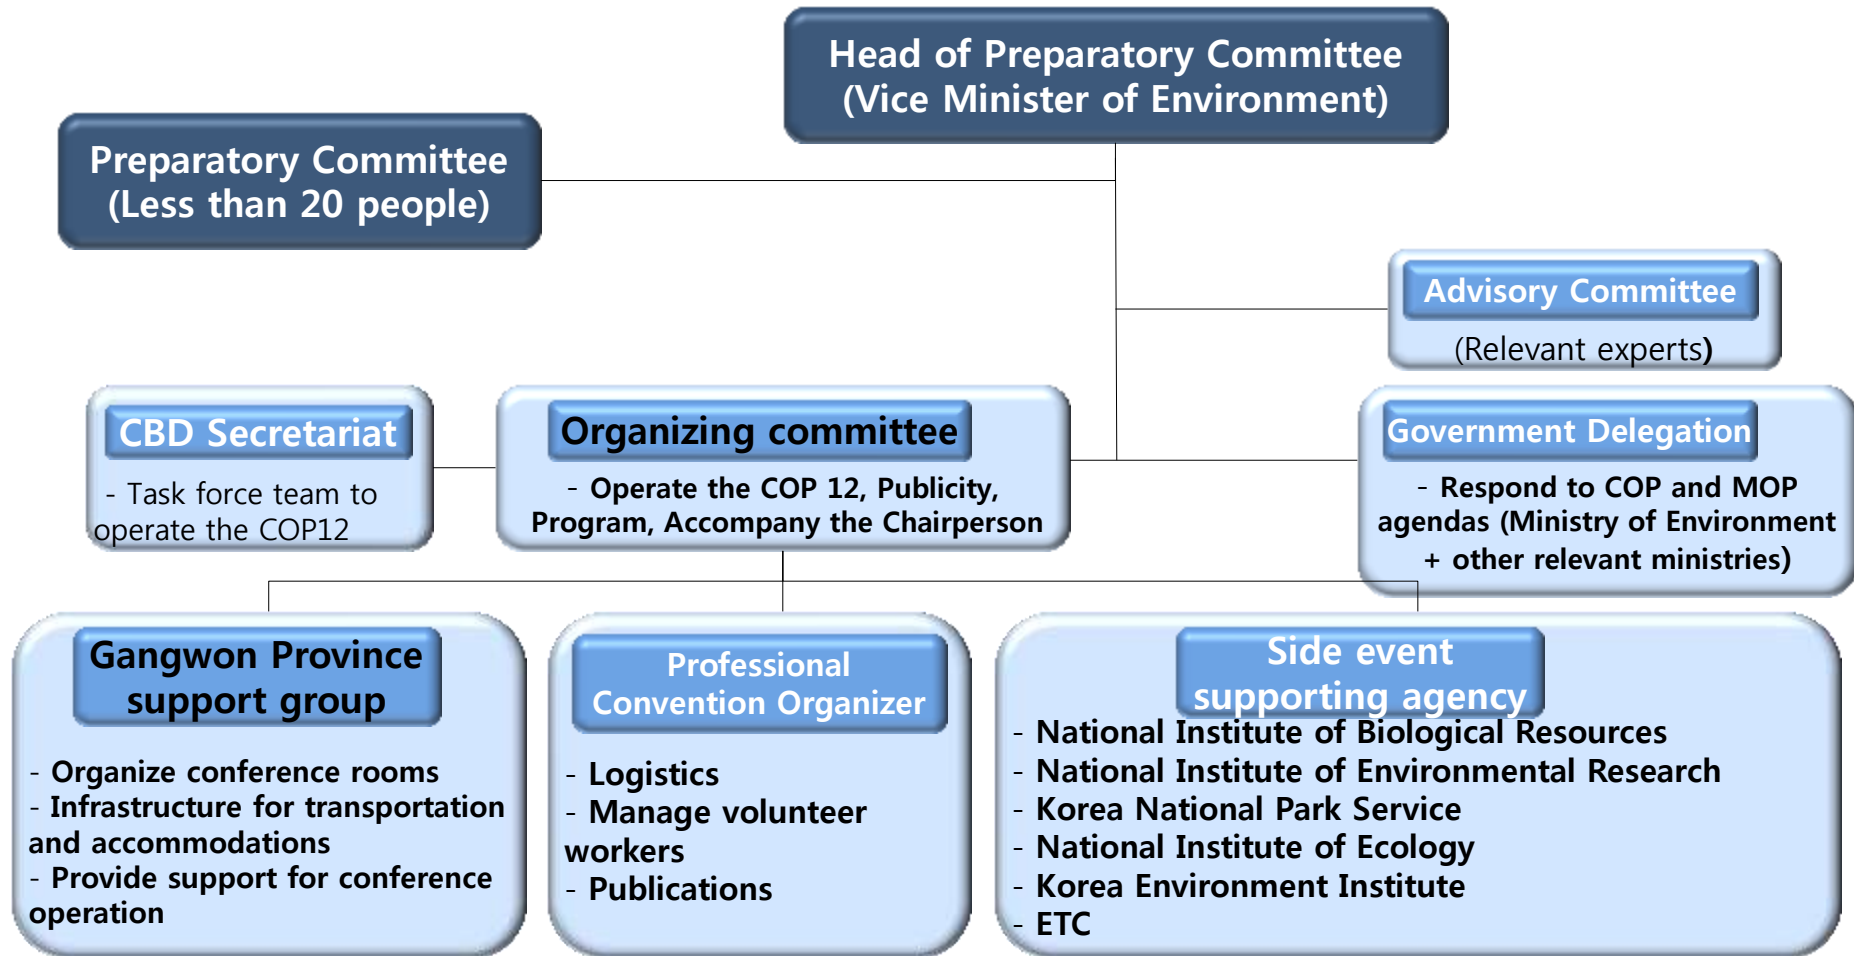 Head of Preparatory Committee
(Vice Minister of Environment)
Preparatory Committee
(Less than 20 people)
Advisory Committee
(Relevant experts)
CBD Secretariat
- Task force team to
operate the COP12
Organizing committee
- Operate the COP 12, Publicity,
Program, Accompany the Chairperson
Government Delegation
- Respond to COP and MOP
agendas (Ministry of Environment
+ other relevant ministries)
Gangwon Province
support group
- Organize conference rooms
- Infrastructure for transportation
and accommodations
- Provide support for conference
operation
Professional
Convention Organizer
- Logistics
- Manage volunteer
workers
- Publications
Side event
supporting agency
- National Institute of Biological Resources
- National Institute of Environmental Research
- Korea National Park Service
- National Institute of Ecology
- Korea Environment Institute
- ETC